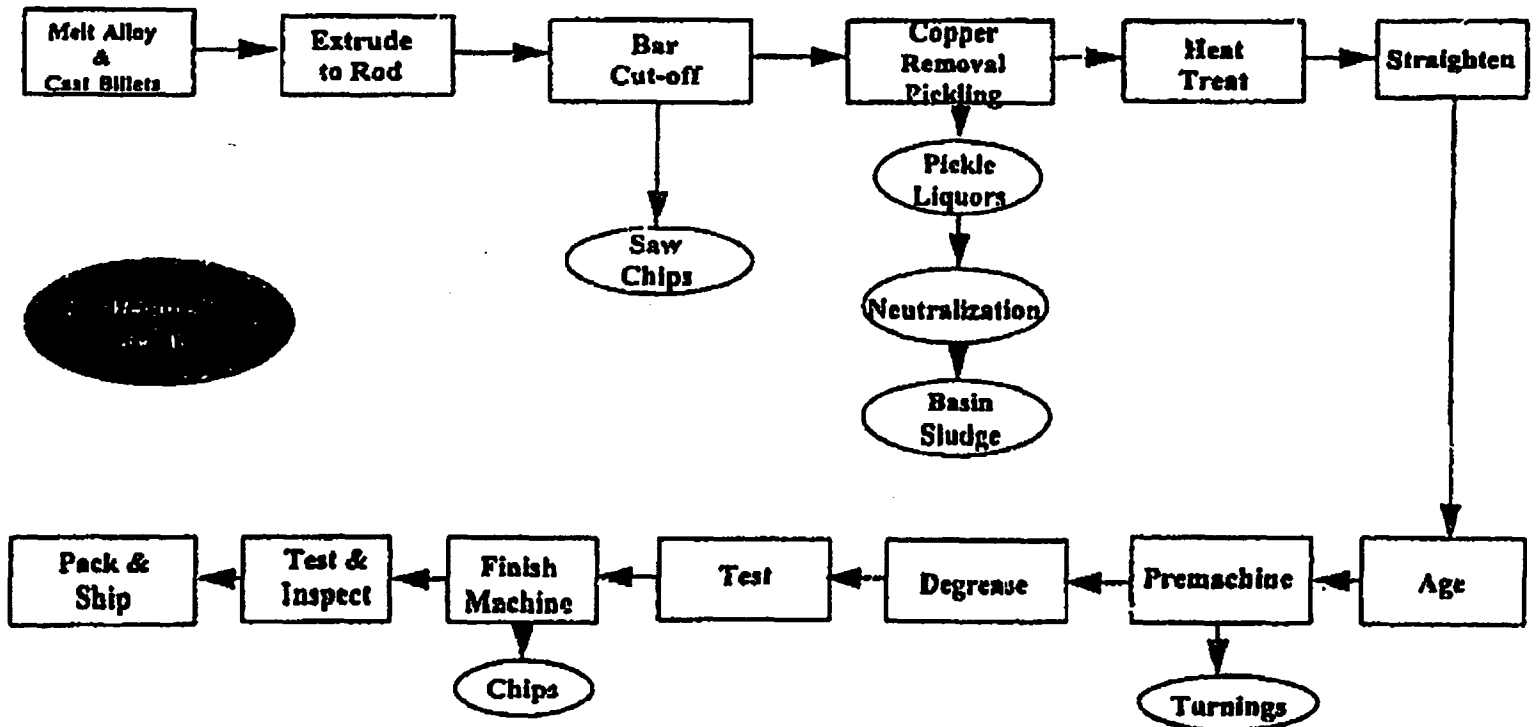 Melt Alloy
&
Cast Billets
Extrude
to Rod
Bar
Cut-off
Copper
Removal
Pickling
Heat
Treat
Straighten
Pickle
Liquors
Saw
Chips
Neutralization
Basin
Sludge
Pack &
Ship
Test &
Inspect
Finish
Machine
Test
Degrease
Premachine
Age
Chips
Turnings